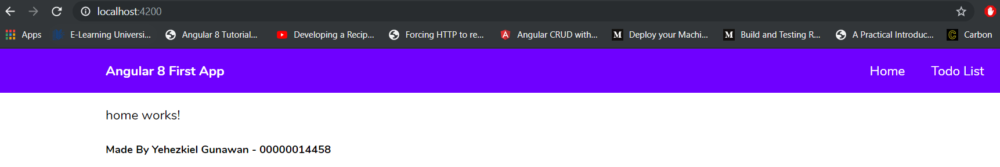 localhost:4200
Apps E-Learning Universi... Angular 8 Tutorial... Developing a Recip... Forcing HTTP to re... Angular CRUD with... Deploy your Machi... Build and Testing R... A Practical Introduc... Carbon
Angular 8 First App Home Todo List
home works!
Made By Yehezkiel Gunawan - 00000014458